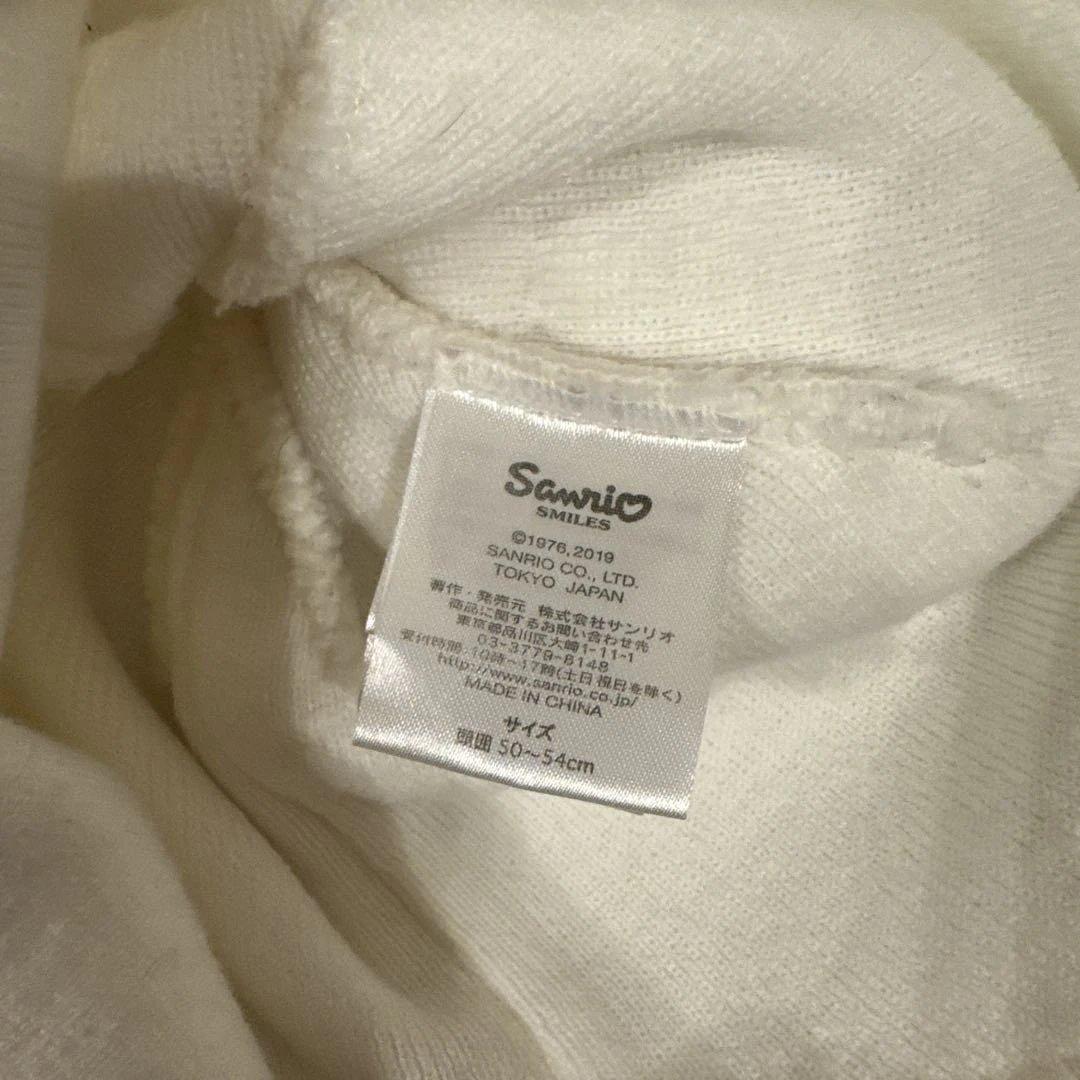 Sanrio
SMILES
©1976, 2019
SANRIO CO., LTD.
TOKYO JAPAN
著作・発売元 株式会社サンリオ
商品に関するお問い合わせ先
東京都品川区大崎1-11-1
03-3779-8148
受付時間 10時～17時(土日祝日を除く)
http://www.sanrio.co.jp/
MADE IN CHINA
サイズ
頭囲 50～54cm